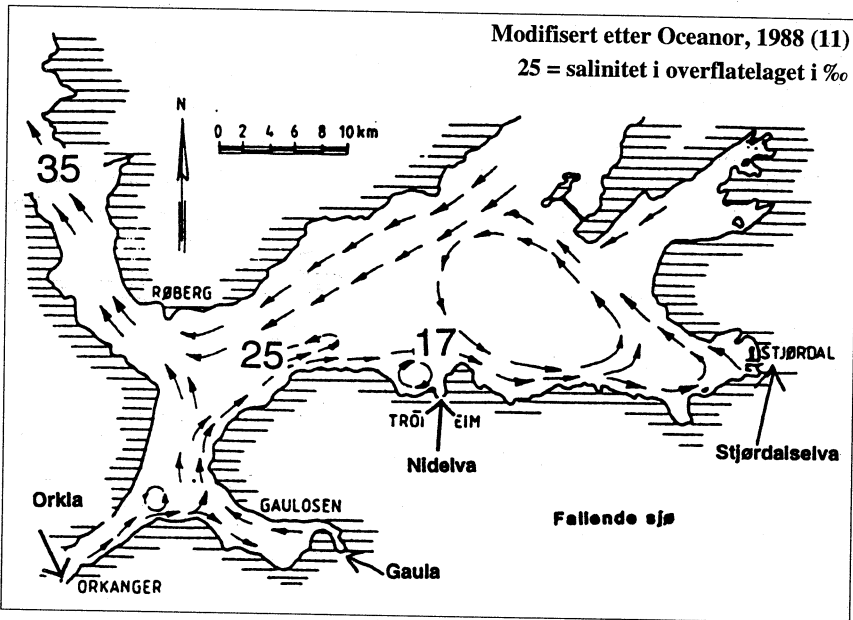 Modifisert etter Oceanor, 1988 (11)
25 = salinitet i overflatelaget i ‰
N
0 2 4 6 8 10 km
35
RØBERG
25
17
STJØRDAL
TRO EIM
Nidelva
Stjørdalselva
Orkla
GAULOSEN
Fallende sjø
Gaula
ORKANGER